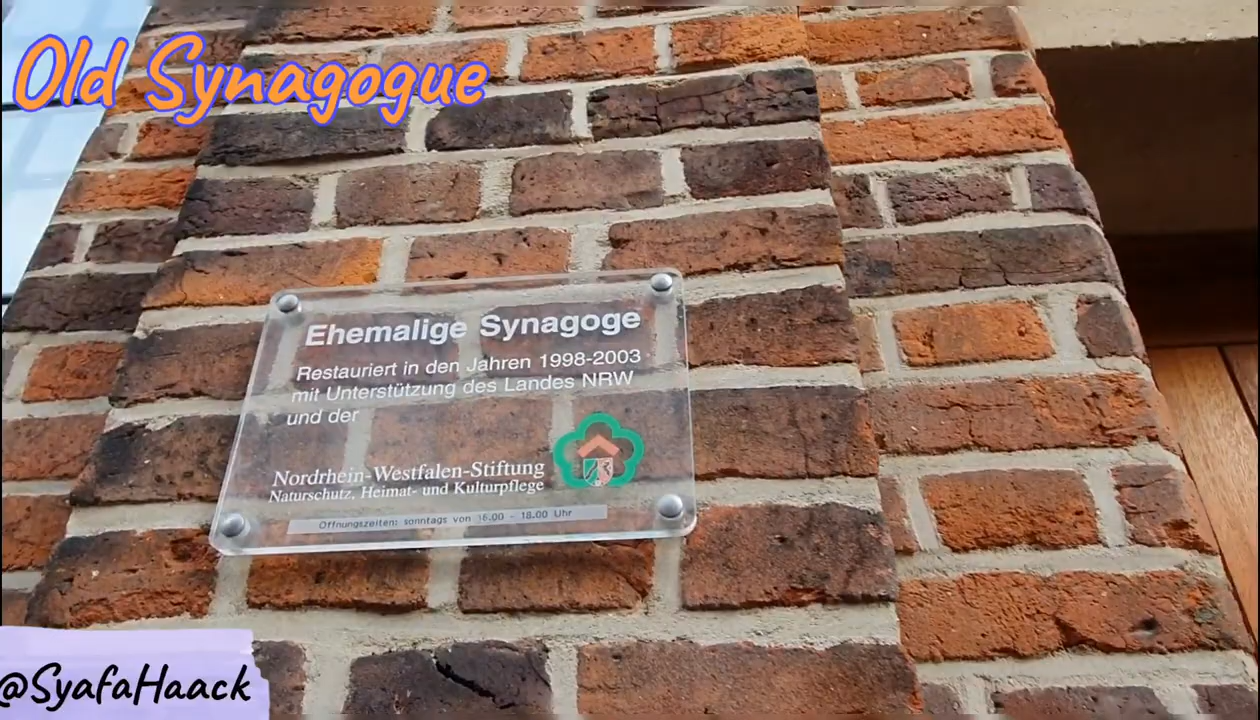 Old Synagogue
Ehemalige Synagoge
Restauriert in den Jahren 1998-2003
mit Unterstützung des Landes NRW
und der
Nordrhein-Westfalen-Stiftung
Naturschutz, Heimat- und Kulturpflege
Öffnungszeiten: sonntags von 16.00 - 18.00 Uhr
@SyafaHaack